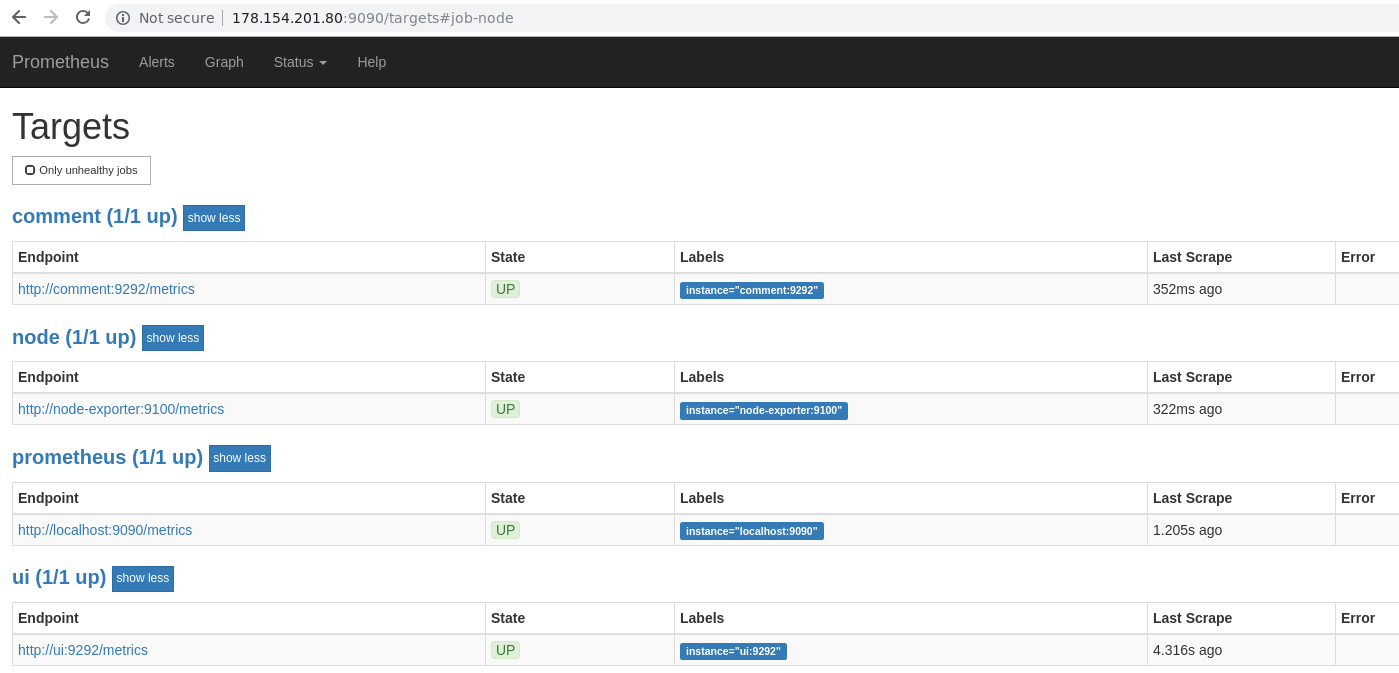 Not secure 178.154.201.80:9090/targets#job-node
Prometheus Alerts Graph Status Help
Targets
Only unhealthy jobs
comment (1/1 up) show less
Endpoint State Labels Last Scrape Error
http://comment:9292/metrics UP instance="comment:9292" 352ms ago
node (1/1 up) show less
Endpoint State Labels Last Scrape Error
http://node-exporter:9100/metrics UP instance="node-exporter:9100" 322ms ago
prometheus (1/1 up) show less
Endpoint State Labels Last Scrape Error
http://localhost:9090/metrics UP instance="localhost:9090" 1.205s ago
ui (1/1 up) show less
Endpoint State Labels Last Scrape Error
http://ui:9292/metrics UP instance="ui:9292" 4.316s ago